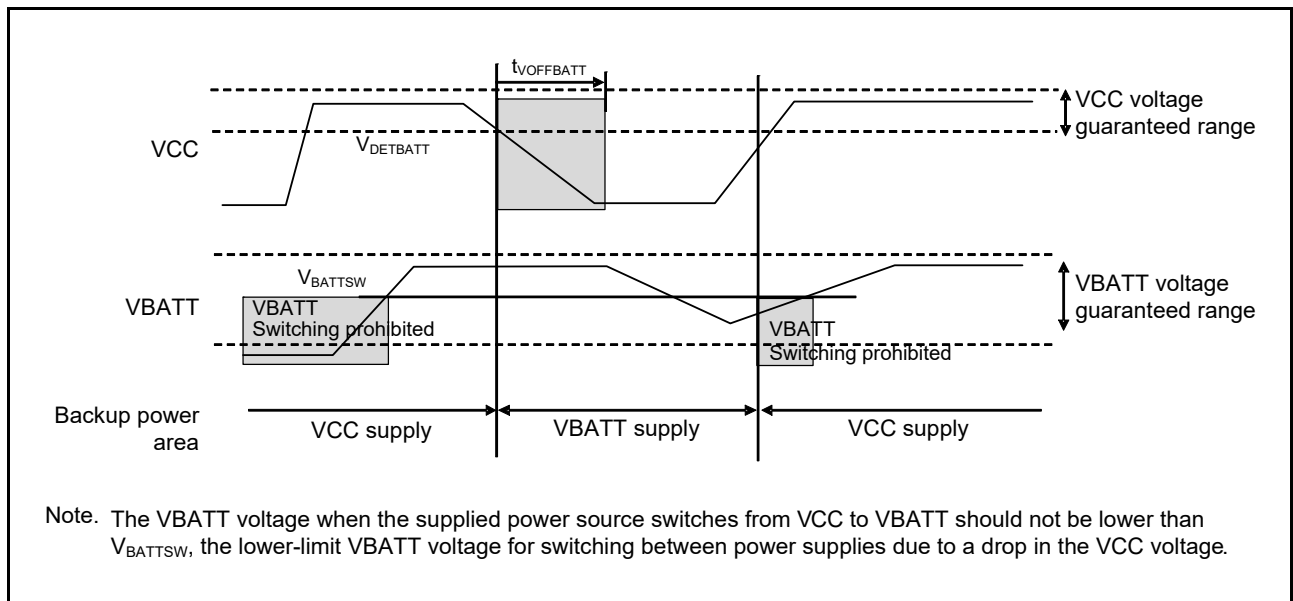 tVOFFBATT
VCC voltage
guaranteed range
VCC
VDETBATT
VBATTSW
VBATT
VBATT
Switching prohibited
VBATT voltage
guaranteed range
VBATT
Switching prohibited
Backup power
area
VCC supply
VBATT supply
VCC supply
Note. The VBATT voltage when the supplied power source switches from VCC to VBATT should not be lower than
VBATTSW, the lower-limit VBATT voltage for switching between power supplies due to a drop in the VCC voltage.